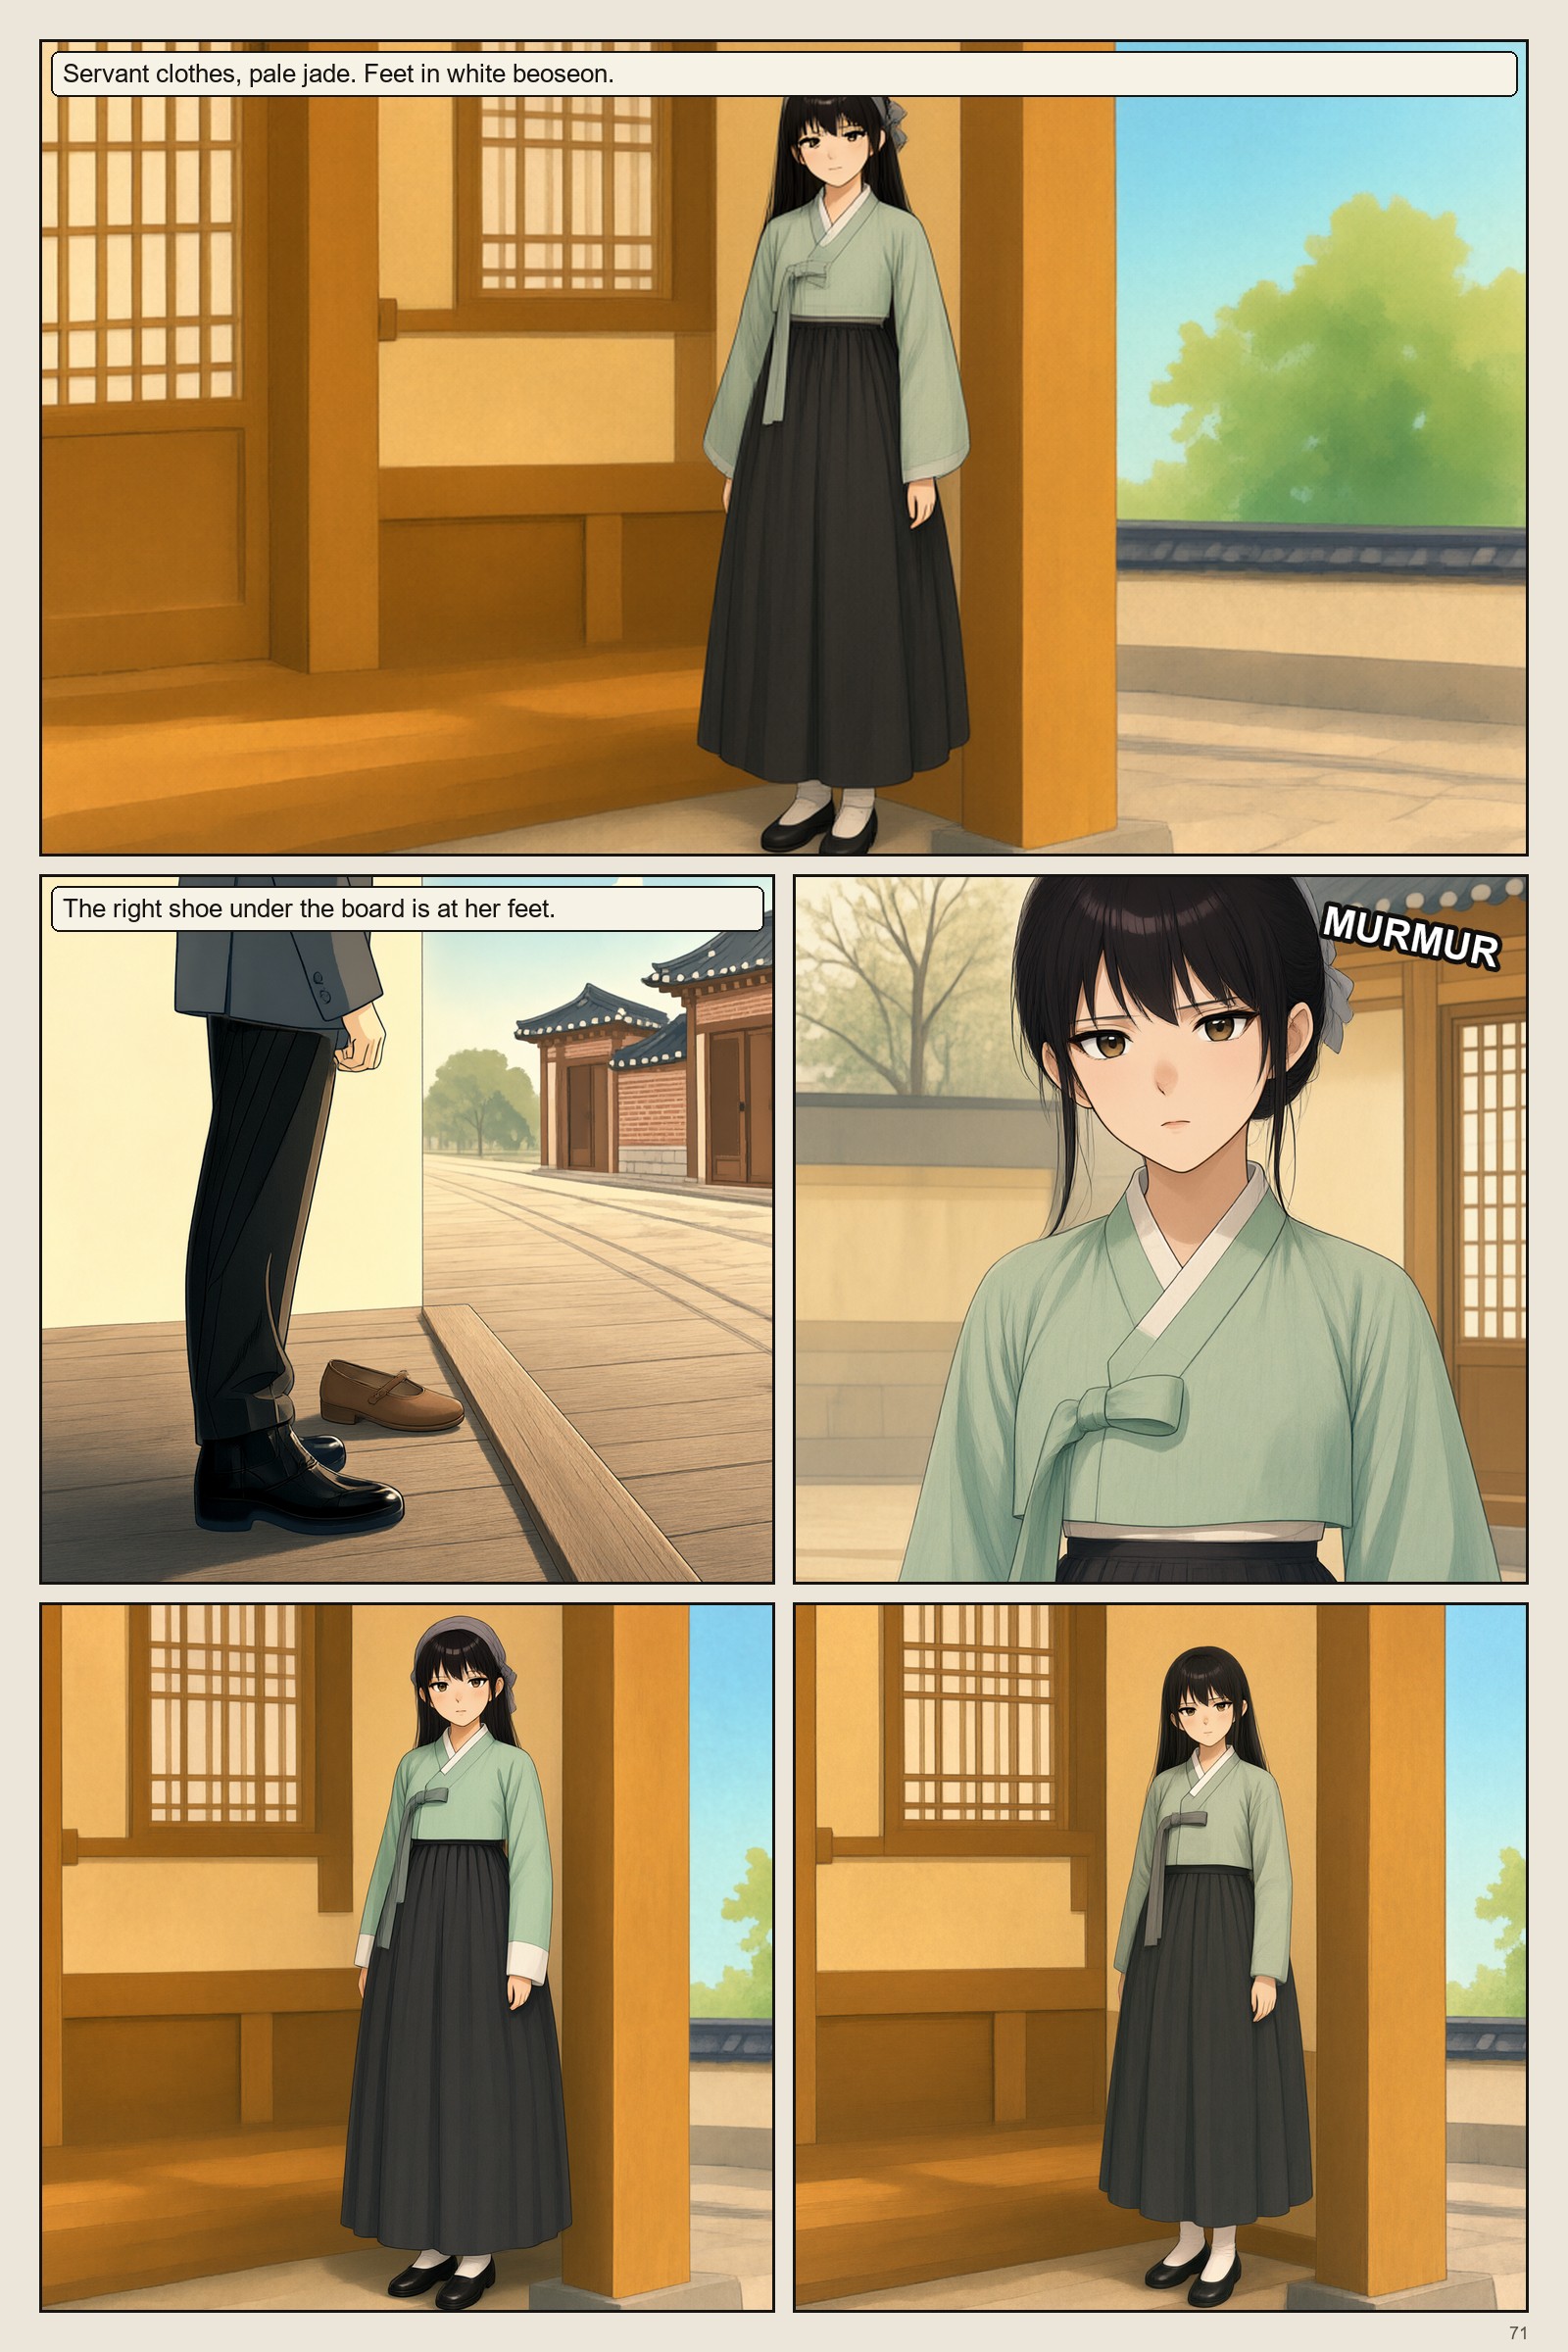 Servant clothes, pale jade. Feet in white beoseon.
The right shoe under the board is at her feet.
MURMUR
71